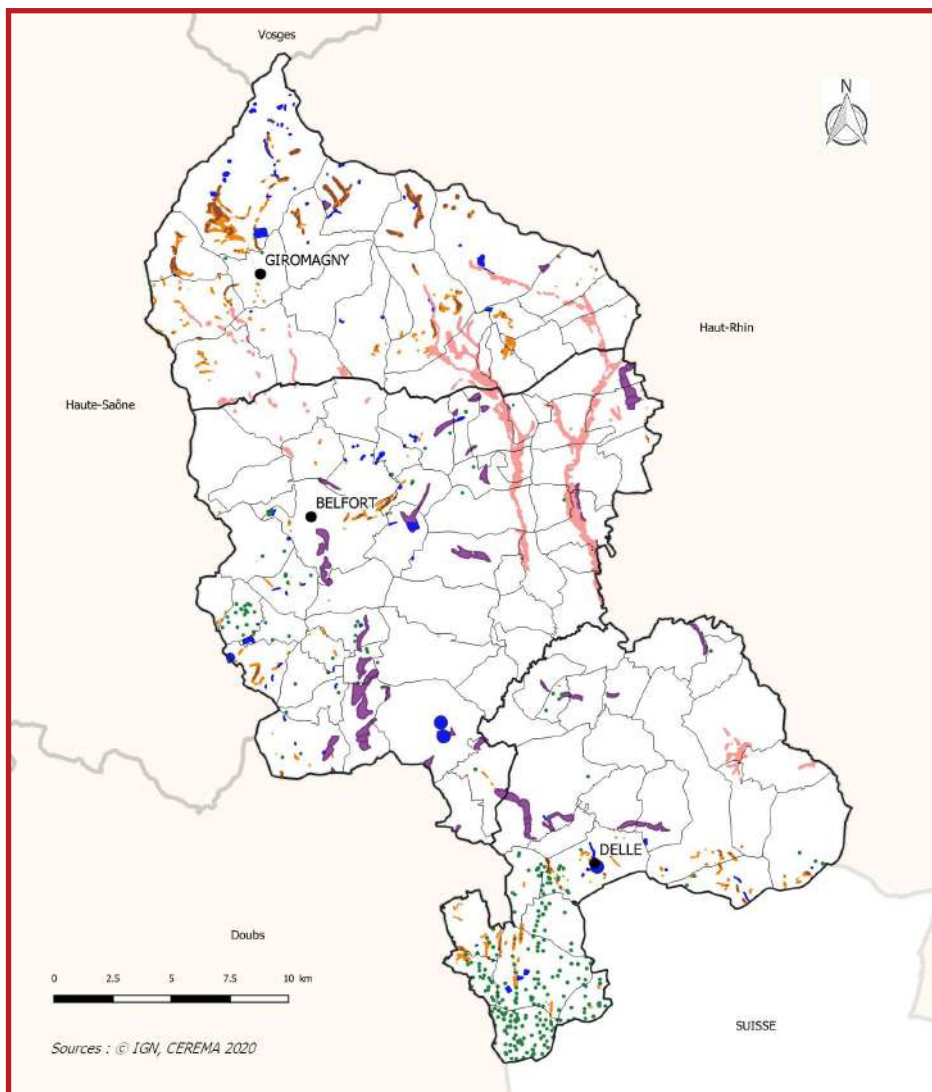 Vosges
N
GIROMAGNY
Haut-Rhin
Haute-Saône
BELFORT
DELLE
Doubs
0 2.5 5 7.5 10 km
SUISSE
Sources : © IGN, CEREMA 2020